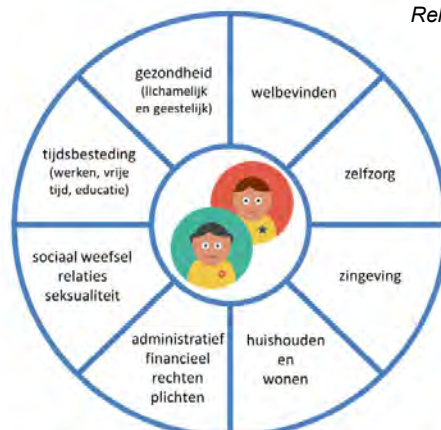 Rel
gezondheid
(lichamelijk
en geestelijk)
welbevinden
zelfzorg
zingeving
huishouden
en
wonen
administratief
financieel
rechten
plichten
sociaal weefsel
relaties
seksualiteit
tijdsbesteding
(werken, vrije
tijd, educatie)